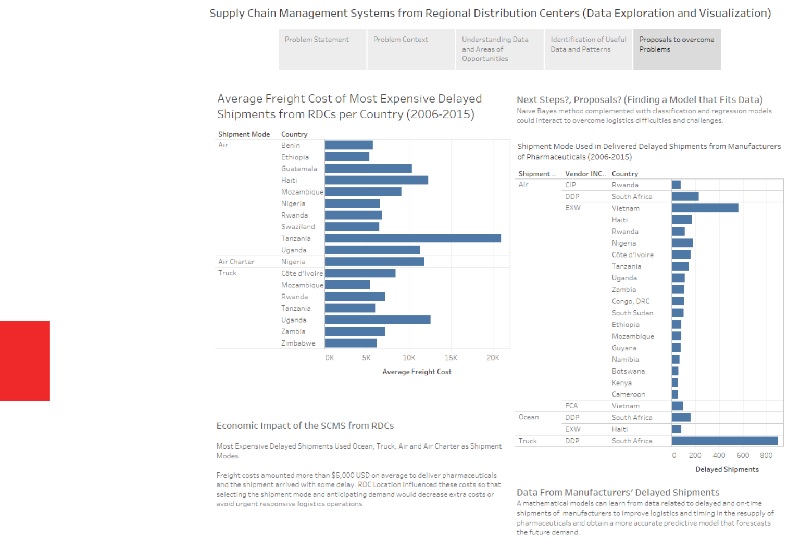 Supply Chain Management Systems from Regional Distribution Centers (Data Exploration and Visualization)
Problem Statement
Problem Context
Understanding Data
and Areas of
Opportunities
Identification of Useful
Data and Patterns
Proposals to overcome
Problems
Average Freight Cost of Most Expensive Delayed
Shipments from RDCs per Country (2006-2015)
Shipment Mode Country
Air Benin
Ethiopia
Guatemala
Haiti
Mozambique
Nigeria
Rwanda
Swaziland
Tanzania
Uganda
Air Charter Nigeria
Truck Côte d'Ivoire
Mozambique
Rwanda
Tanzania
Uganda
Zambia
Zimbabwe
0K 5K 10K 15K 20K
Average Freight Cost
Economic Impact of the SCMS from RDCs
Most Expensive Delayed Shipments Used Ocean, Truck, Air and Air Charter as Shipment
Modes.
Freight costs amounted more than $5,000 USD on average to deliver pharmaceuticals
and the shipment arrived with some delay. RDC Location influenced these costs so that
selecting the shipment mode and anticipating demand would decrease extra costs or
avoid urgent responsive logistics operations.
Next Steps?, Proposals? (Finding a Model that Fits Data)
Naive Bayes method complemented with classification and regression models
could interact to overcome logistics difficulties and challenges.
Shipment Mode Used in Delivered Delayed Shipments from Manufacturers
of Pharmaceuticals (2006-2015)
Shipment... Vendor INC.. Country
Air CIP Rwanda
DDP South Africa
EXW Vietnam
Haiti
Rwanda
Nigeria
Côte d'Ivoire
Tanzania
Uganda
Zambia
Congo, DRC
South Sudan
Ethiopia
Mozambique
Guyana
Namibia
Botswana
Kenya
Cameroon
FCA Vietnam
Ocean DDP South Africa
EXW Haiti
Truck DDP South Africa
0 200 400 600 800
Delayed Shipments
Data From Manufacturers' Delayed Shipments
A mathematical models can learn from data related to delayed and on-time
shipments of manufacturers to improve logistics and timing in the resupply of
pharmaceuticals and obtain a more accurate predictive model that forescasts
the future demand.